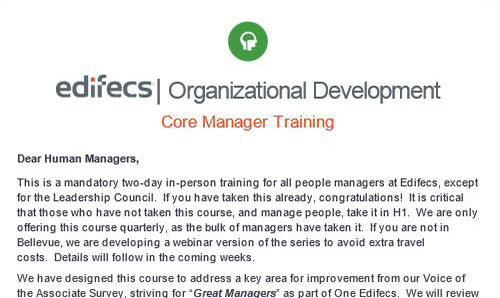 edifecs | Organizational Development
Core Manager Training
Dear Human Managers,
This is a mandatory two-day in-person training for all people managers at Edifecs, except
for the Leadership Council.  If you have taken this already, congratulations!  It is critical
that those who have not taken this course, and manage people, take it in H1.  We are only
offering this course quarterly, as the bulk of managers have taken it.  If you are not in
Bellevue, we are developing a webinar version of the series to avoid extra travel
costs.  Details will follow in the coming weeks.
We have designed this course to address a key area for improvement from our Voice of
the Associate Survey, striving for “Great Managers” as part of One Edifecs.  We will review